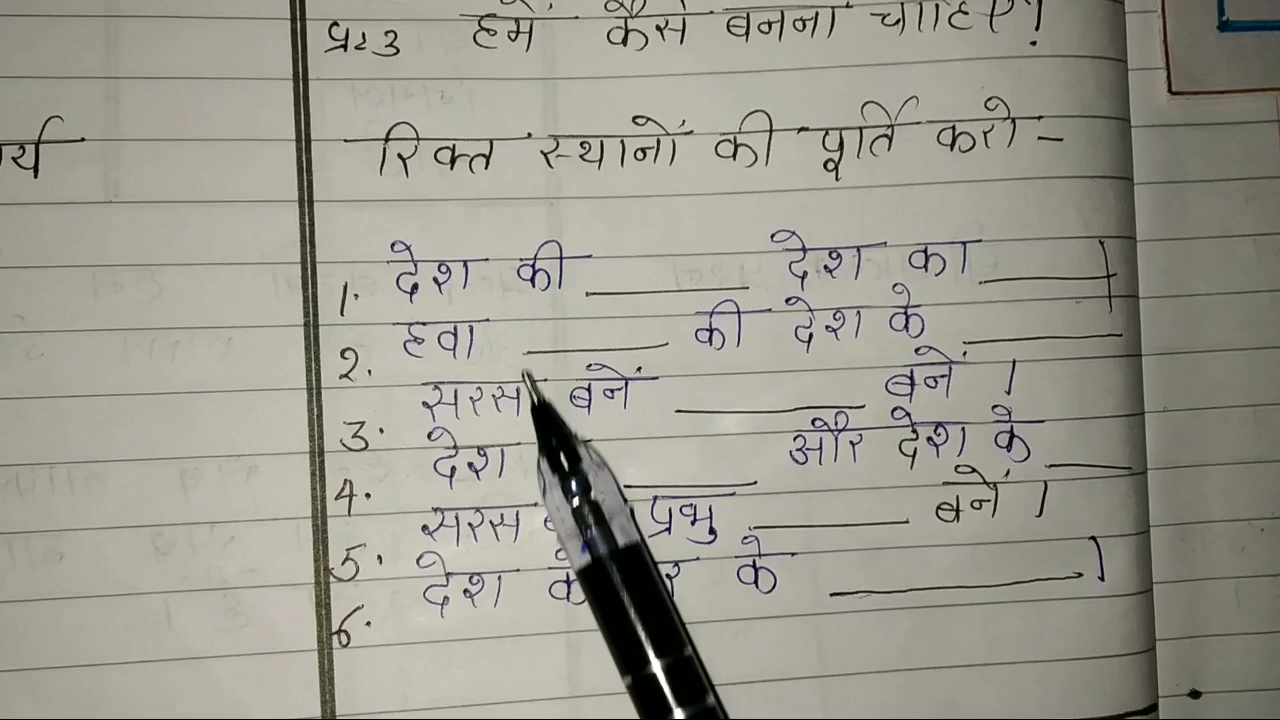 प्र॰3 हमें कैसे बनना चाहिए!
र्य रिक्त स्थानों की पूर्ति करो -
1. देश की ______ देश का ______।
2. हवा ______ की देश के ______
3. सरस बनें ______ बनें।
4. देश ______ और देश के ______
5. सरस प्रभु ______ बनें।
6. देश के ______।